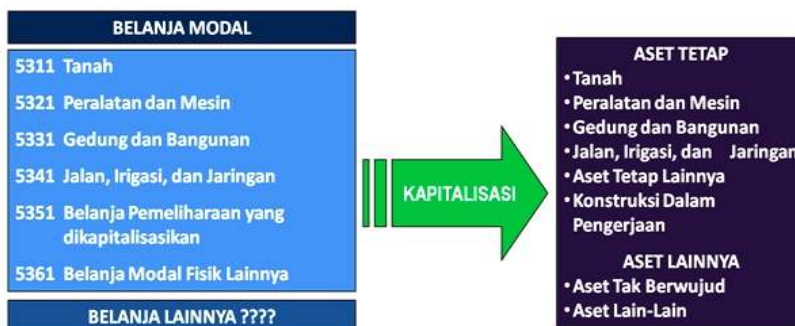 BELANJA MODAL
5311 Tanah
5321 Peralatan dan Mesin
5331 Gedung dan Bangunan
5341 Jalan, Irigasi, dan Jaringan
5351 Belanja Pemeliharaan yang
dikapitalisasikan
5361 Belanja Modal Fisik Lainnya
BELANJA LAINNYA ????
KAPITALISASI
ASET TETAP
•Tanah
•Peralatan dan Mesin
•Gedung dan Bangunan
•Jalan, Irigasi, dan Jaringan
•Aset Tetap Lainnya
•Konstruksi Dalam
Pengerjaan
ASET LAINNYA
•Aset Tak Berwujud
•Aset Lain-Lain